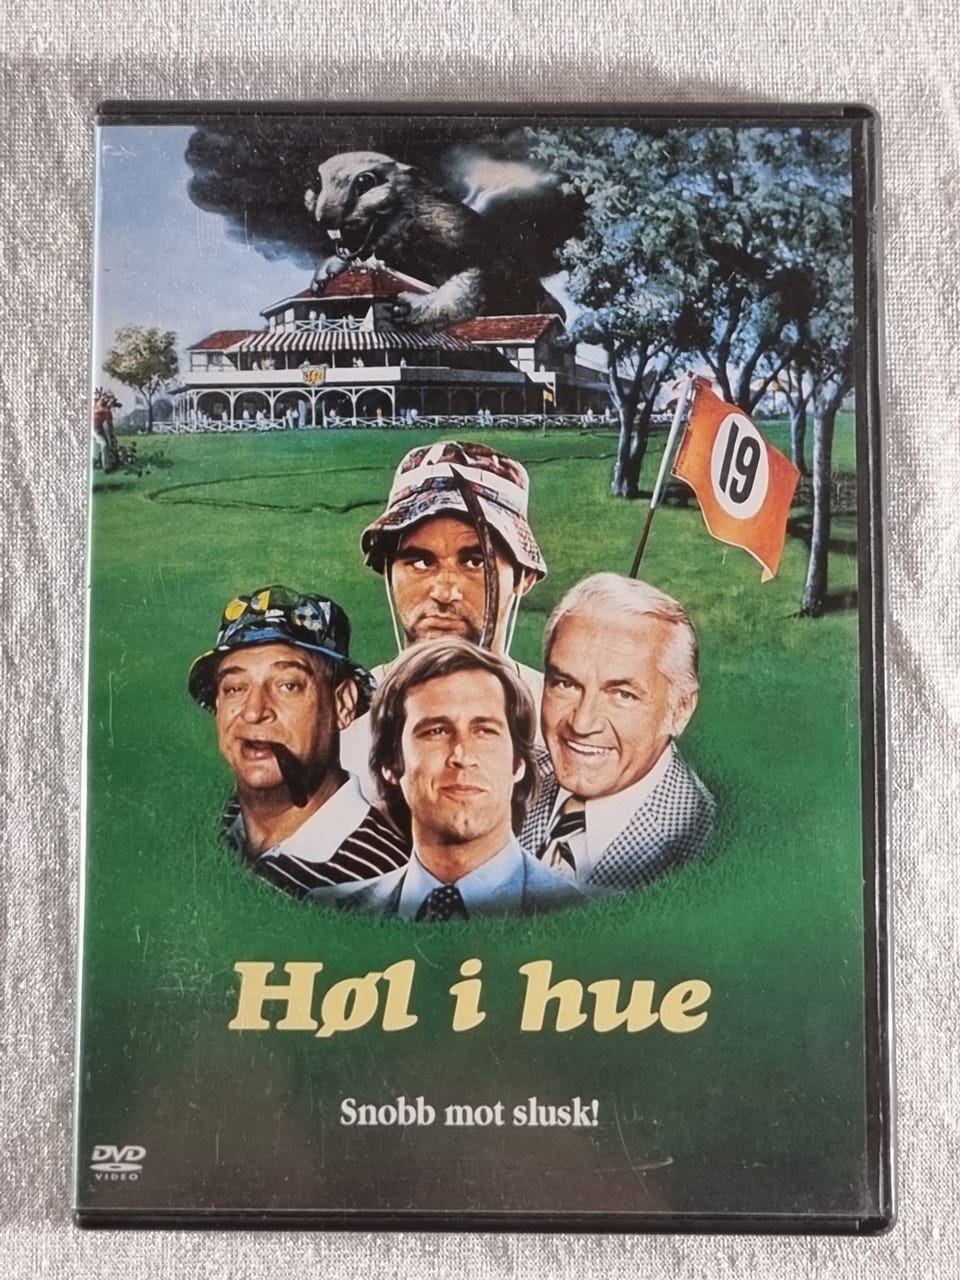 19
Høl i hue
Snobb mot slusk!
DVD
VIDEO